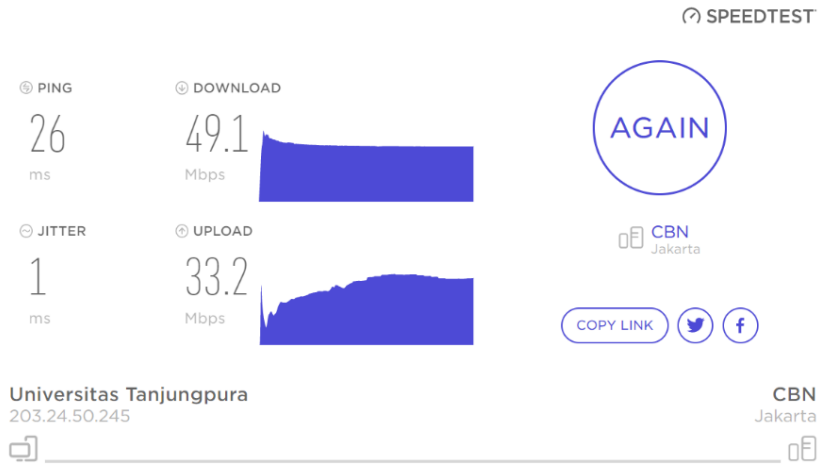 SPEEDTEST
PING
26
ms
DOWNLOAD
49.1
Mbps
JITTER
1
ms
UPLOAD
33.2
Mbps
AGAIN
CBN
Jakarta
COPY LINK
Universitas Tanjungpura
203.24.50.245
CBN
Jakarta